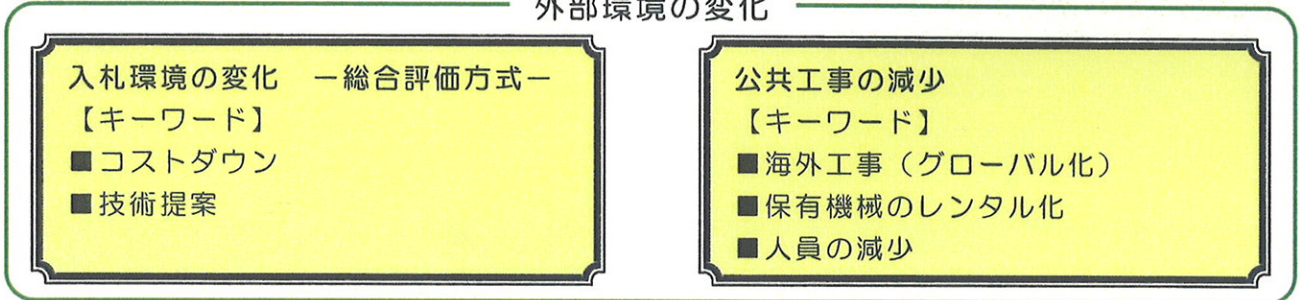 外部環境の変化
入札環境の変化　－総合評価方式－
【キーワード】
■コストダウン
■技術提案
公共工事の減少
【キーワード】
■海外工事（グローバル化）
■保有機械のレンタル化
■人員の減少